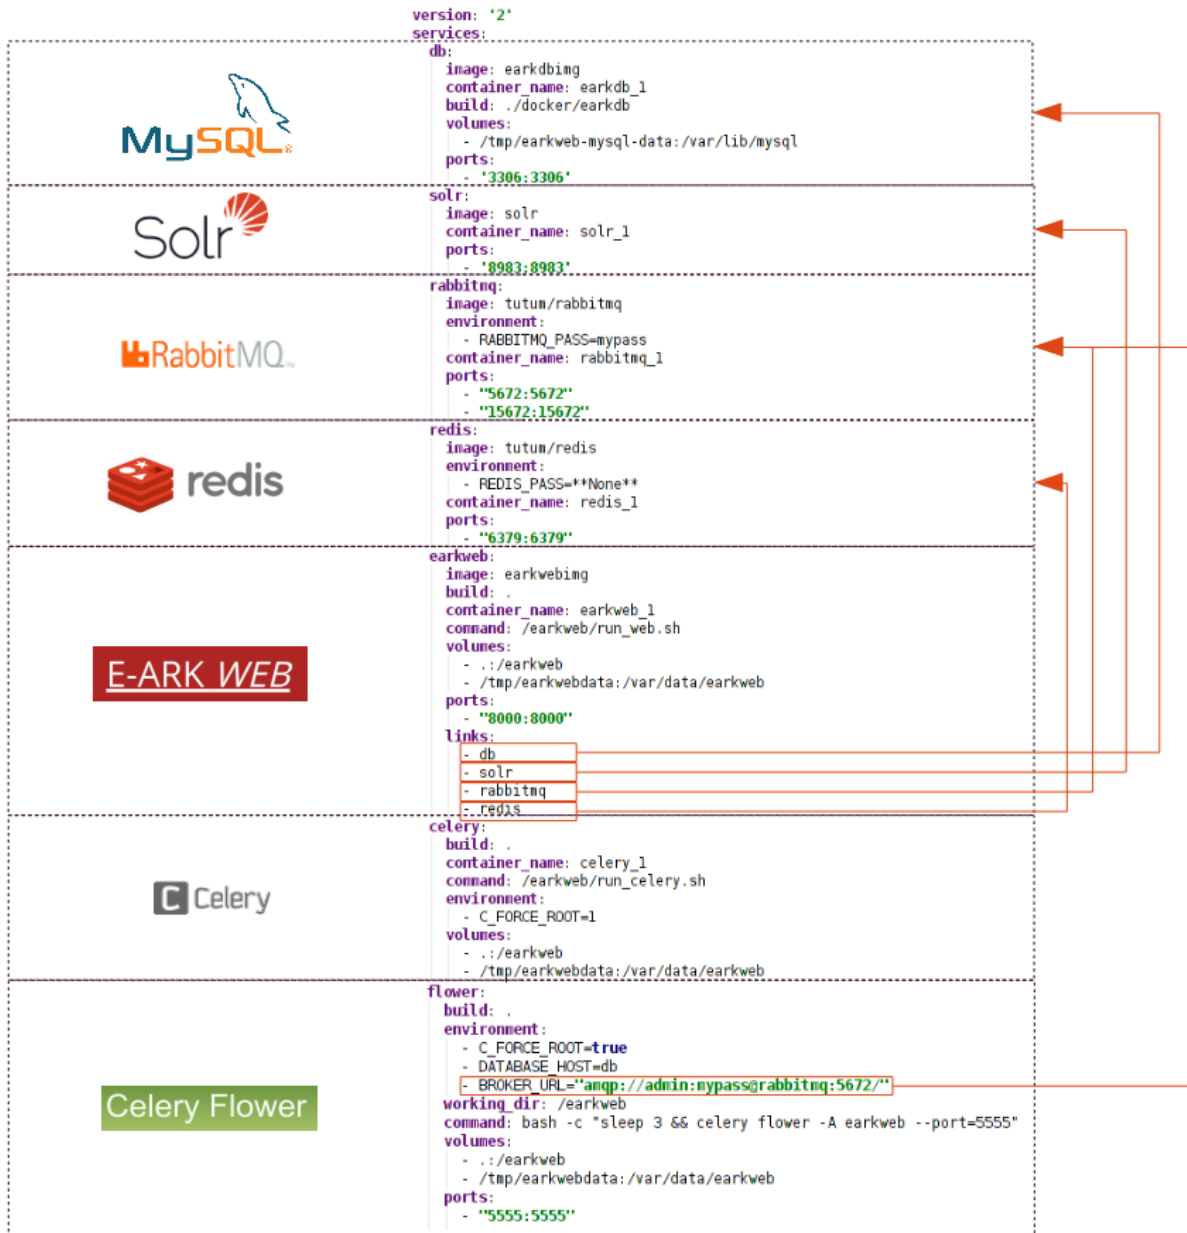 version: '2'
services:
db:
image: earkdbimg
container_name: earkdb_1
build: ./docker/earkdb
volumes:
- /tmp/earkweb-mysql-data:/var/lib/mysql
ports:
- '3306:3306'
MySQL®
solr:
image: solr
container_name: solr_1
ports:
- '8983:8983'
Solr
rabbitmq:
image: tutum/rabbitmq
environment:
- RABBITMQ_PASS=mypass
container_name: rabbitmq_1
ports:
- "5672:5672"
- "15672:15672"
RabbitMQ™
redis:
image: tutum/redis
environment:
- REDIS_PASS=**None**
container_name: redis_1
ports:
- "6379:6379"
redis
earkweb:
image: earkwebimg
build: .
container_name: earkweb_1
command: /earkweb/run_web.sh
volumes:
- .:/earkweb
- /tmp/earkwebdata:/var/data/earkweb
ports:
- "8000:8000"
links:
- db
- solr
- rabbitmq
- redis
E-ARK WEB
celery:
build: .
container_name: celery_1
command: /earkweb/run_celery.sh
environment:
- C_FORCE_ROOT=1
volumes:
- .:/earkweb
- /tmp/earkwebdata:/var/data/earkweb
C Celery
flower:
build: .
environment:
- C_FORCE_ROOT=true
- DATABASE_HOST=db
- BROKER_URL="amqp://admin:mypass@rabbitmq:5672/"
working_dir: /earkweb
command: bash -c "sleep 3 && celery flower -A earkweb --port=5555"
volumes:
- .:/earkweb
- /tmp/earkwebdata:/var/data/earkweb
ports:
- "5555:5555"
Celery Flower